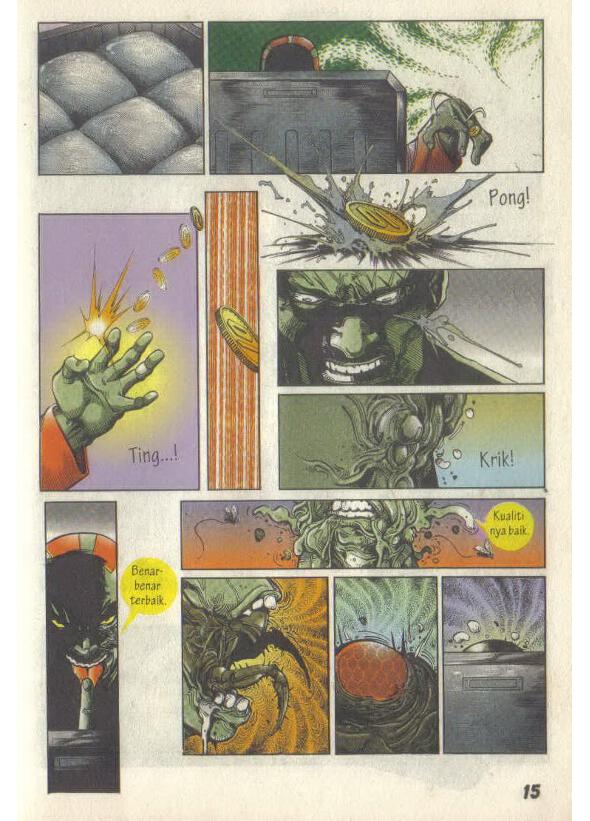 Pong!
Ting...!
Krik!
Kualiti
nya baik.
Benar-
benar
terbaik.
15